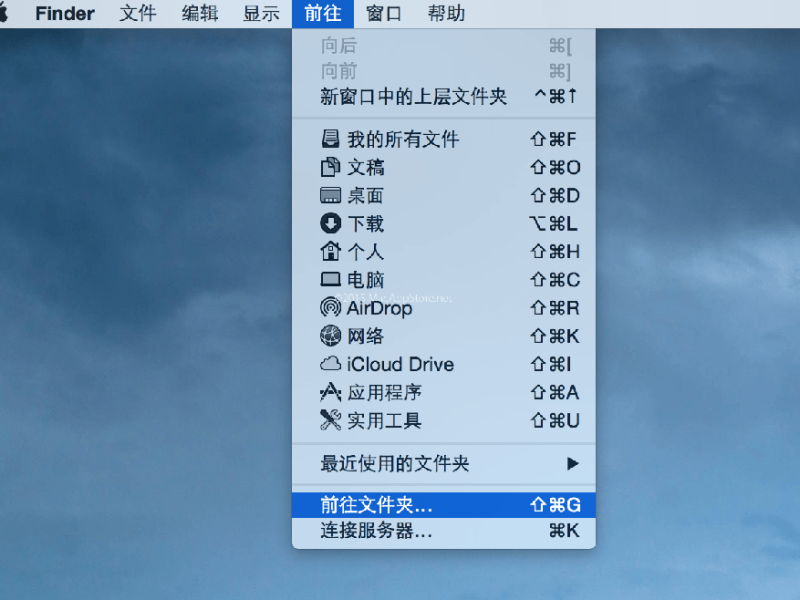 Finder 文件 编辑 显示 前往 窗口 帮助
向后 ⌘[
向前 ⌘]
新窗口中的上层文件夹 ^⌘↑
我的所有文件 ⇧⌘F
文稿 ⇧⌘O
桌面 ⇧⌘D
下载 ⌥⌘L
个人 ⇧⌘H
电脑 ⇧⌘C
AirDrop ⇧⌘R
网络 ⇧⌘K
iCloud Drive ⇧⌘I
应用程序 ⇧⌘A
实用工具 ⇧⌘U
最近使用的文件夹 ▶
前往文件夹... ⇧⌘G
连接服务器... ⌘K